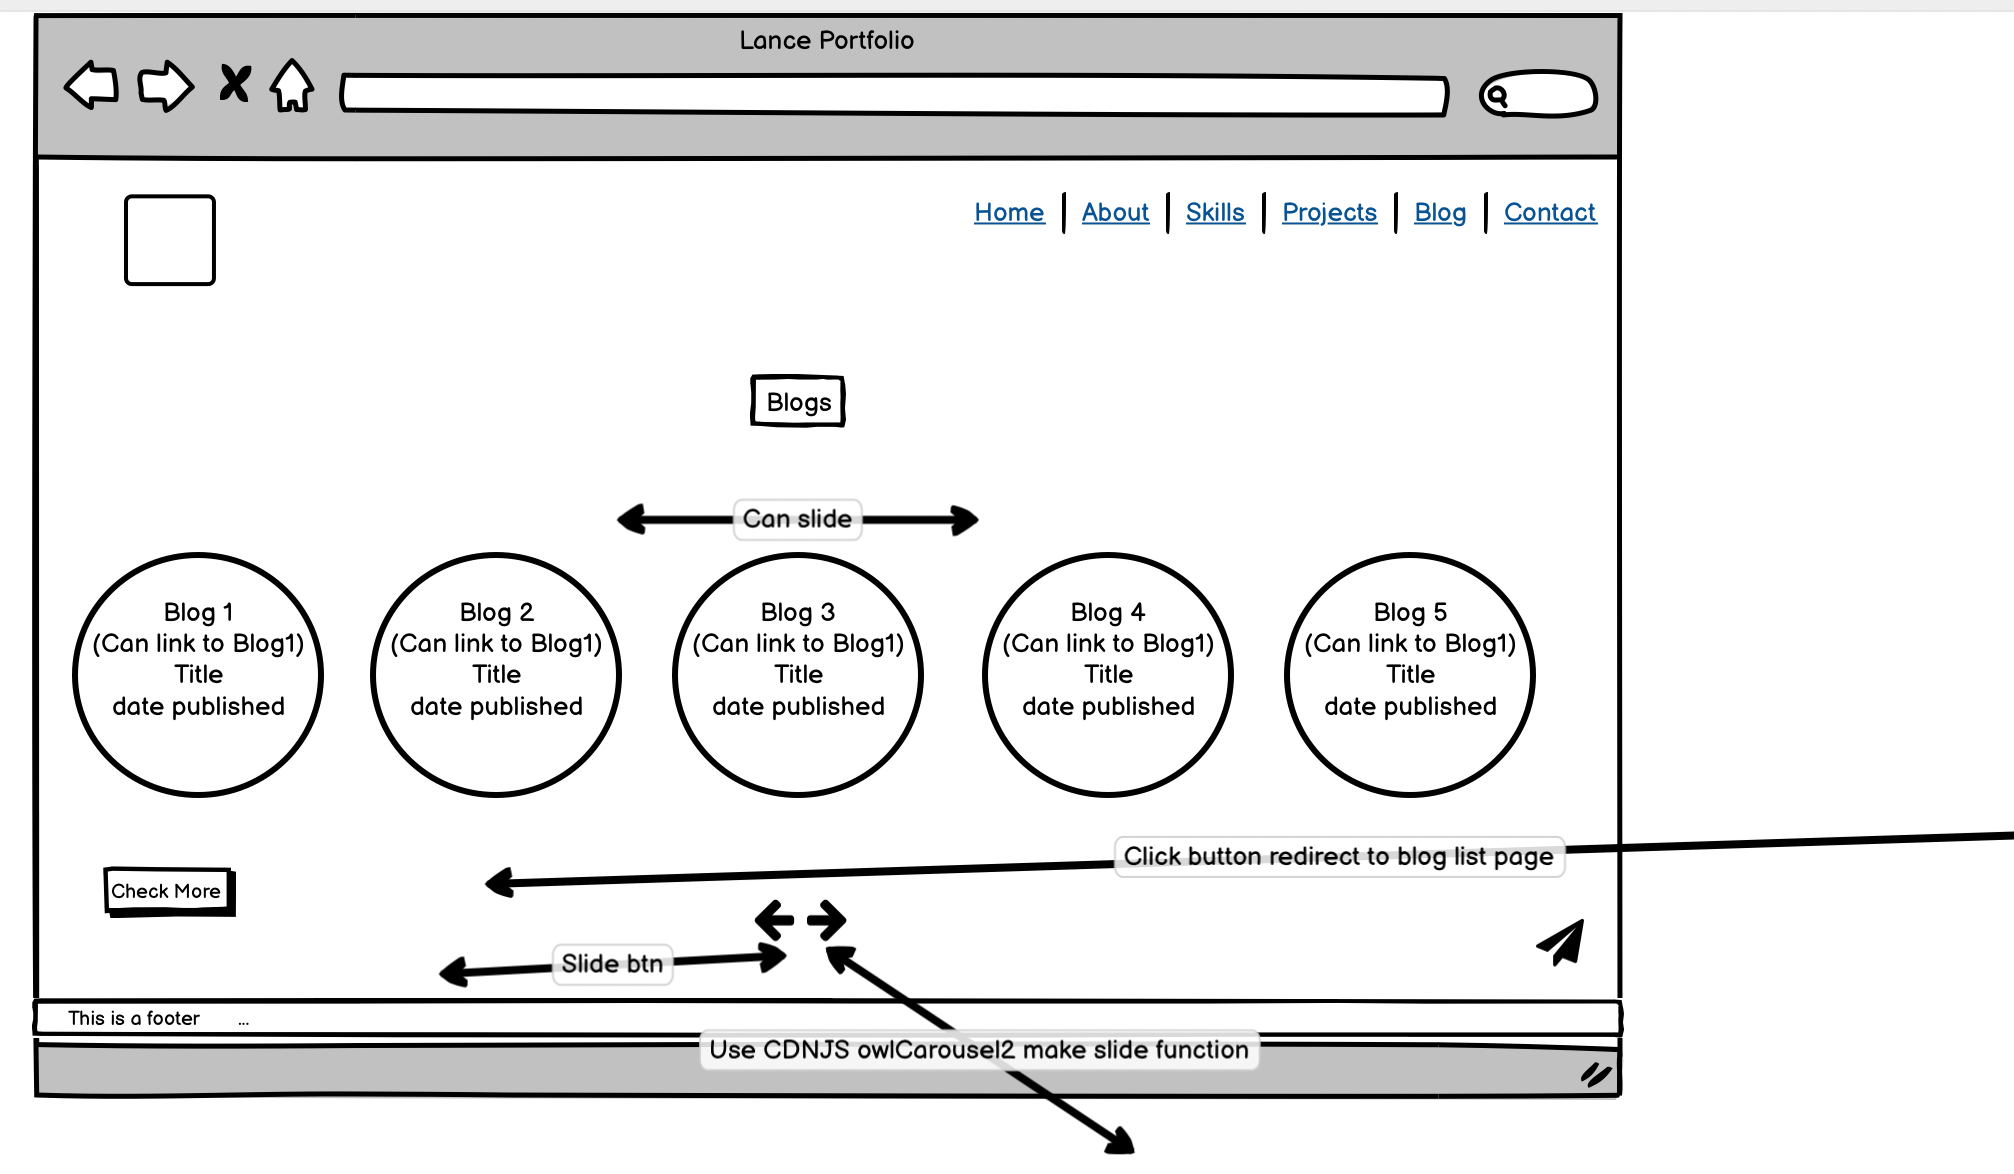 Lance Portfolio
Home About Skills Projects Blog Contact
Blogs
Can slide
Blog 1
(Can link to Blog1)
Title
date published
Blog 2
(Can link to Blog1)
Title
date published
Blog 3
(Can link to Blog1)
Title
date published
Blog 4
(Can link to Blog1)
Title
date published
Blog 5
(Can link to Blog1)
Title
date published
Click button redirect to blog list page
Check More
Slide btn
This is a footer ...
Use CDNJS owlCarousel2 make slide function